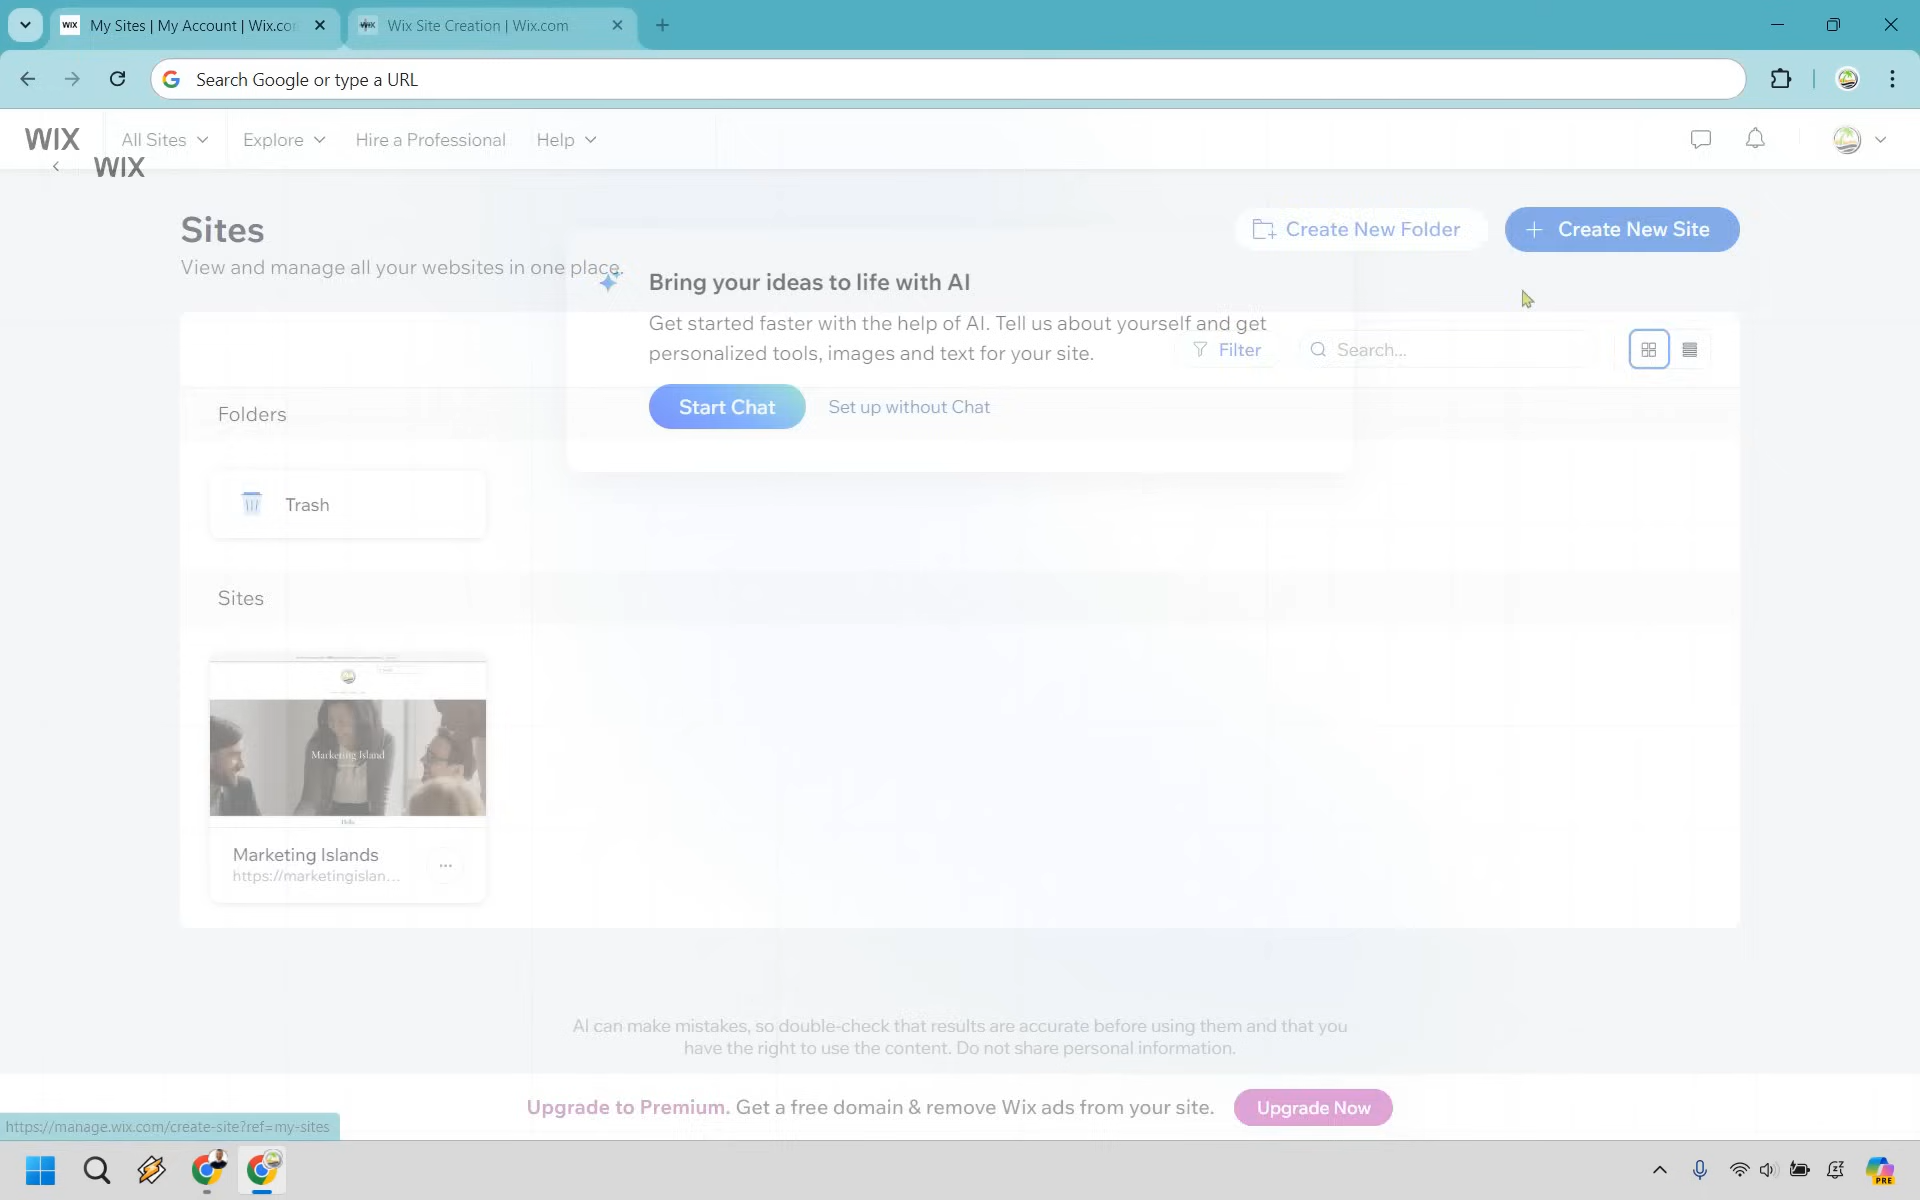 WIX
My Sites | My Account | Wix.co
Wix Site Creation | Wix.com
Search Google or type a URL
WIX
All Sites
Explore
Hire a Professional
Help
WIX
Sites
View and manage all your websites in one place.
Create New Folder
Create New Site
Bring your ideas to life with AI
Get started faster with the help of AI. Tell us about yourself and get
personalized tools, images and text for your site.
Filter
Search...
Start Chat
Set up without Chat
Folders
Trash
Sites
Marketing Island
Hello
Marketing Islands
https://marketingislan...
AI can make mistakes, so double-check that results are accurate before using them and that you
have the right to use the content. Do not share personal information.
Upgrade to Premium. Get a free domain & remove Wix ads from your site.
Upgrade Now
https://manage.wix.com/create-site?ref=my-sites
PRE